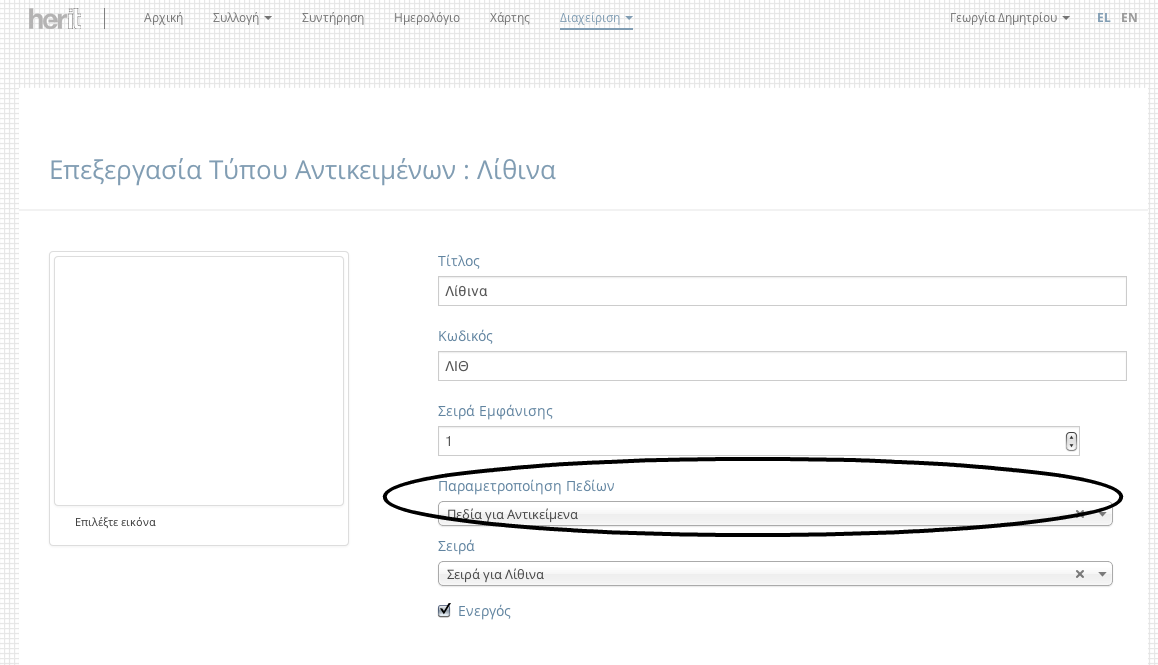 herit
Αρχική Συλλογή Συντήρηση Ημερολόγιο Χάρτης Διαχείριση Γεωργία Δημητρίου EL EN
Επεξεργασία Τύπου Αντικειμένων : Λίθινα
Επιλέξτε εικόνα
Τίτλος
Λίθινα
Κωδικός
ΛΙΘ
Σειρά Εμφάνισης
1
Παραμετροποίηση Πεδίων
Πεδία για Αντικείμενα
Σειρά
Σειρά για Λίθινα
Ενεργός